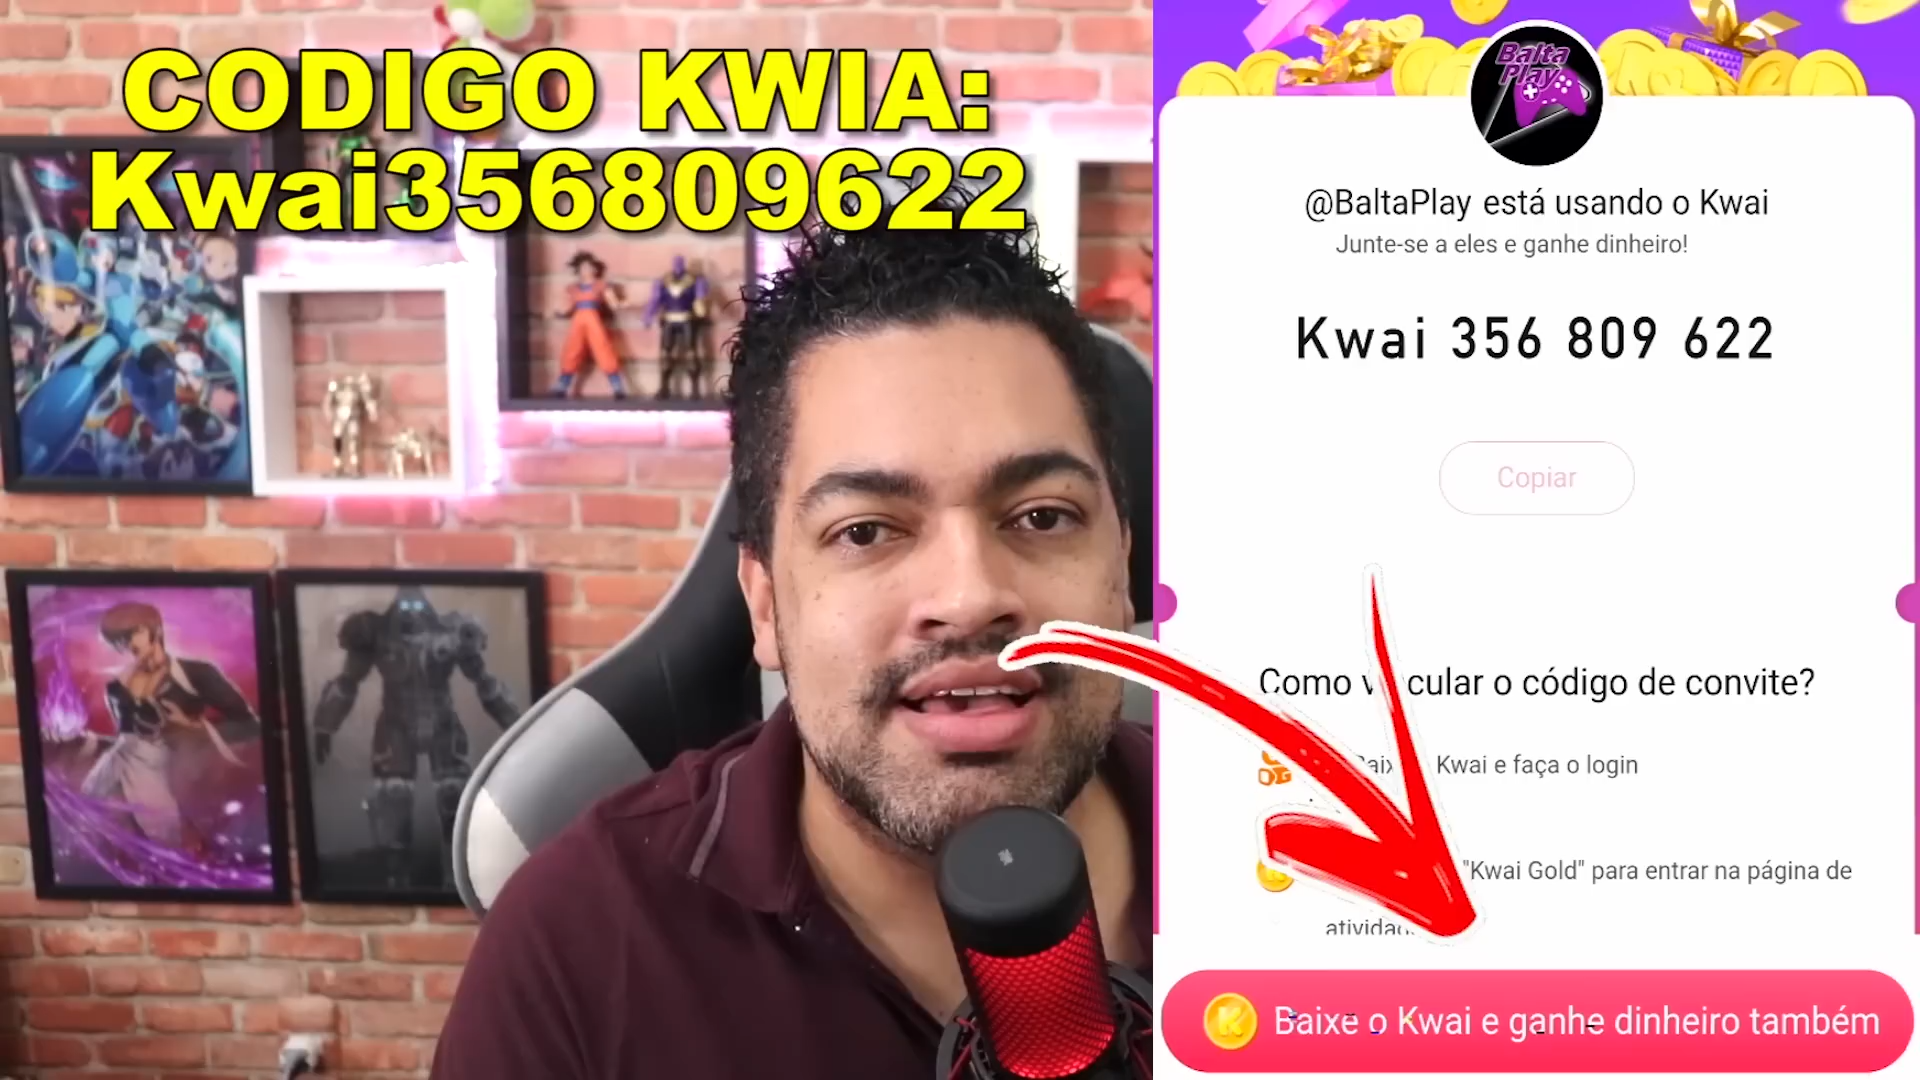 CODIGO KWIA:
Kwai356809622
Balta
Play
@BaltaPlay está usando o Kwai
Junte-se a eles e ganhe dinheiro!
Kwai 356 809 622
Copiar
Como cular o código de convite?
Kwai e faça o login
"Kwai Gold" para entrar na página de
Baixe o Kwai e ganhe dinheiro também